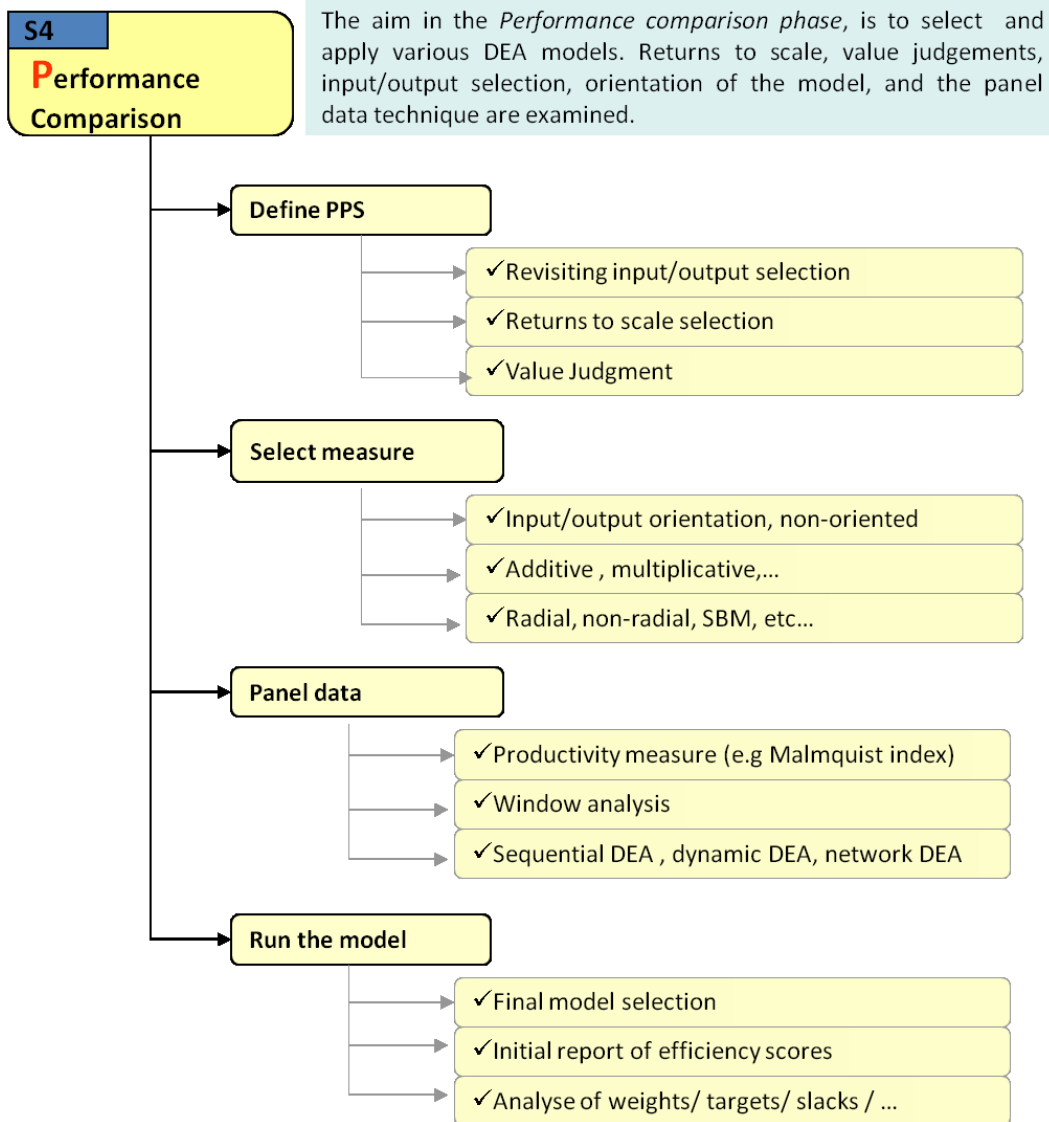 S4
Performance
Comparison
The aim in the Performance comparison phase, is to select and
apply various DEA models. Returns to scale, value judgements,
input/output selection, orientation of the model, and the panel
data technique are examined.
Define PPS
✓Revisiting input/output selection
✓Returns to scale selection
✓Value Judgment
Select measure
✓Input/output orientation, non-oriented
✓Additive , multiplicative,...
✓Radial, non-radial, SBM, etc...
Panel data
✓Productivity measure (e.g Malmquist index)
✓Window analysis
✓Sequential DEA , dynamic DEA, network DEA
Run the model
✓Final model selection
✓Initial report of efficiency scores
✓Analyse of weights/ targets/ slacks / ...